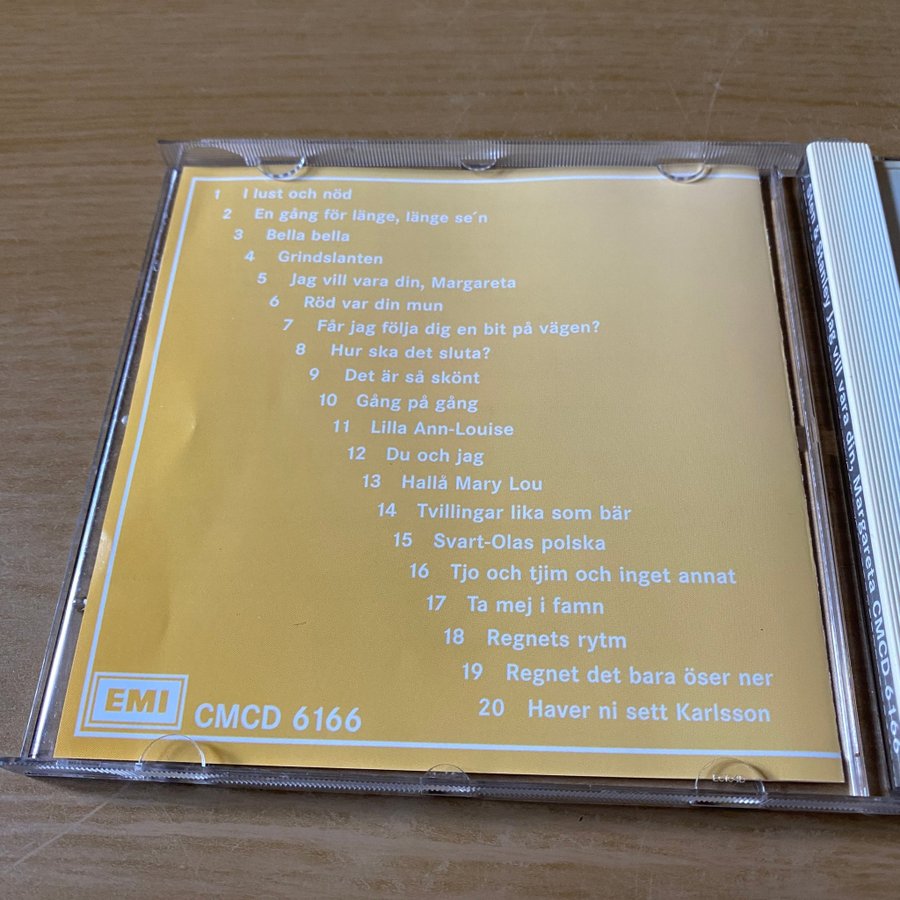 1 I lust och nöd
2 En gång för länge, länge se´n
3 Bella bella
4 Grindslanten
5 Jag vill vara din, Margareta
6 Röd var din mun
7 Får jag följa dig en bit på vägen?
8 Hur ska det sluta?
9 Det är så skönt
10 Gång på gång
11 Lilla Ann-Louise
12 Du och jag
13 Hallå Mary Lou
14 Tvillingar lika som bär
15 Svart-Olas polska
16 Tjo och tjim och inget annat
17 Ta mej i famn
18 Regnets rytm
19 Regnet det bara öser ner
20 Haver ni sett Karlsson
EMI CMCD 6166
& Stanley Jag vill vara din, Margareta CMCD 6166